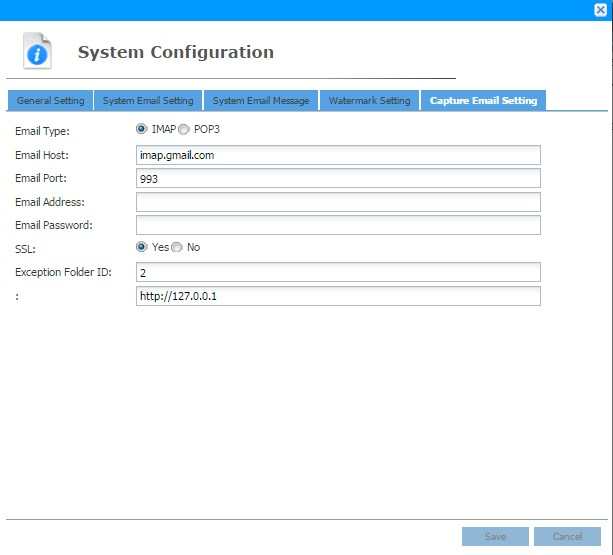 System Configuration
General Setting System Email Setting System Email Message Watermark Setting Capture Email Setting
Email Type: IMAP POP3
Email Host: imap.gmail.com
Email Port: 993
Email Address:
Email Password:
SSL: Yes No
Exception Folder ID: 2
: http://127.0.0.1
Save Cancel